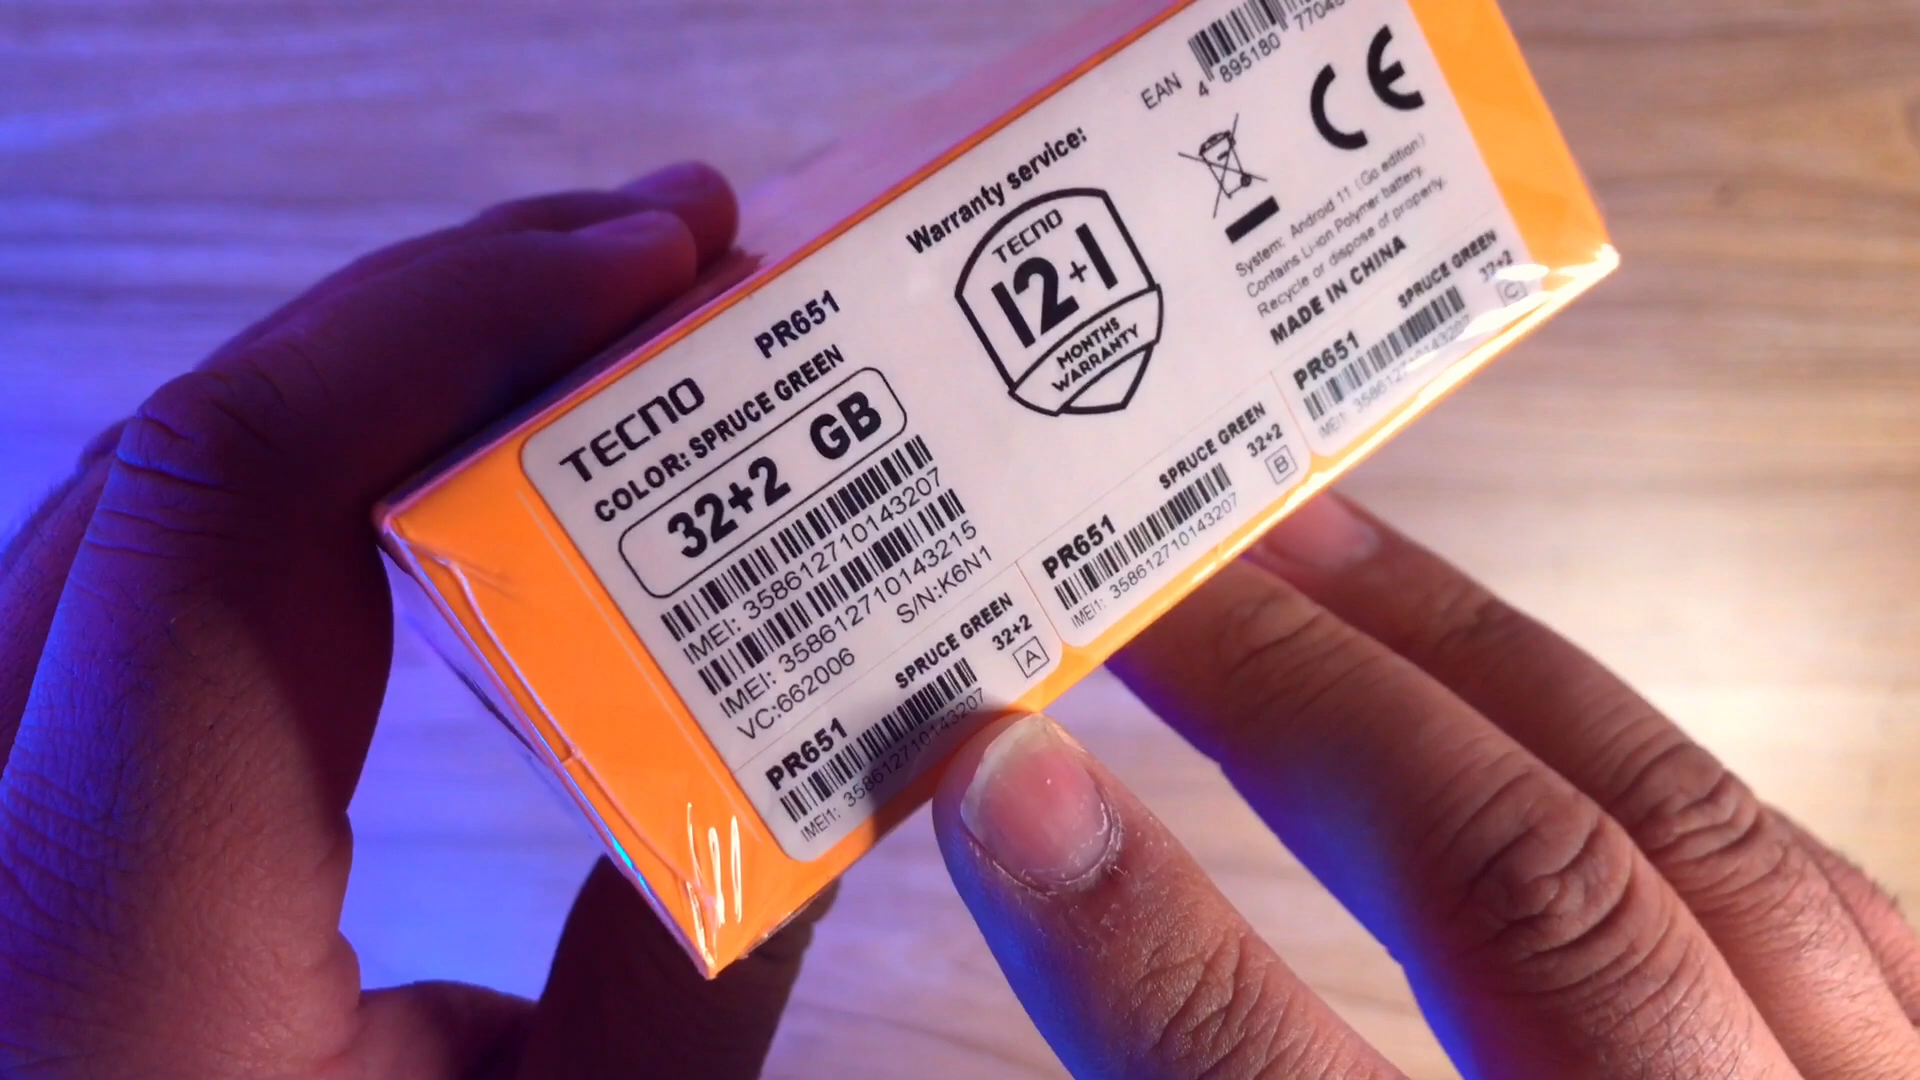 TECNO
PR651
COLOR: SPRUCE GREEN
32+2 GB
IMEI: 358612710143207
IMEI: 358612710143215
VC:662006
S/N:K6N1
Warranty service:
TECNO
12+1
MONTHS
WARRANTY
EAN
4 895180
CE
System: Android 11 (Go edition)
Contains Li-ion Polymer battery.
Recycle or dispose of properly.
MADE IN CHINA
PR651
SPRUCE GREEN
32+2
IMEI1: 358612710143207
A
PR651
SPRUCE GREEN
32+2
IMEI1: 358612710143207
B
PR651
SPRUCE GREEN
32+2
IMEI1: 358612710143207
C